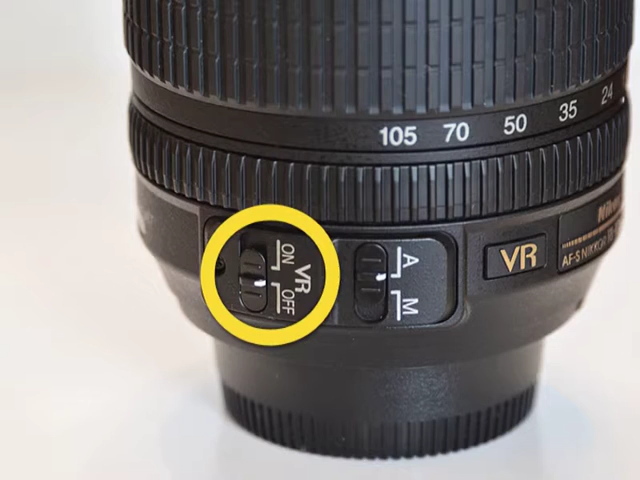 105 70 50 35 24
ON VR OFF
A M
VR
Nikon
AF-S NIKKOR